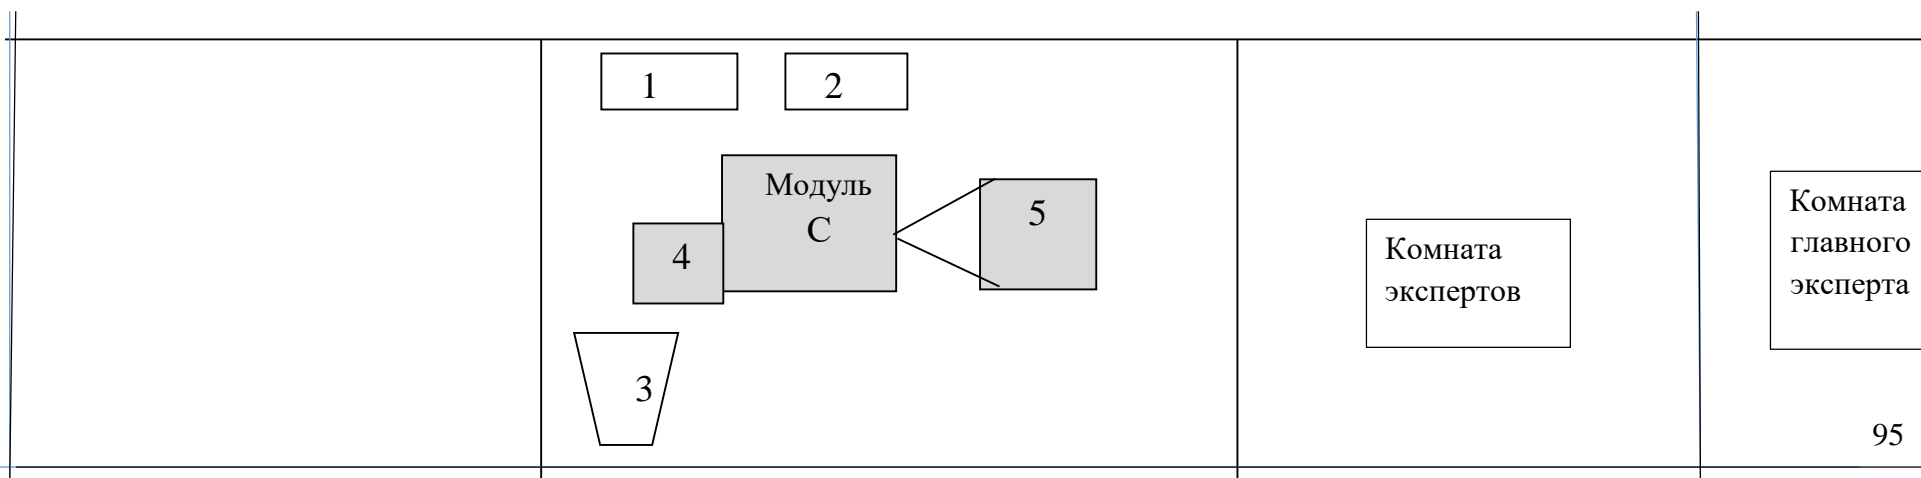 1
2
Модуль
С
5
4
3
Комната
экспертов
Комната
главного
эксперта
95